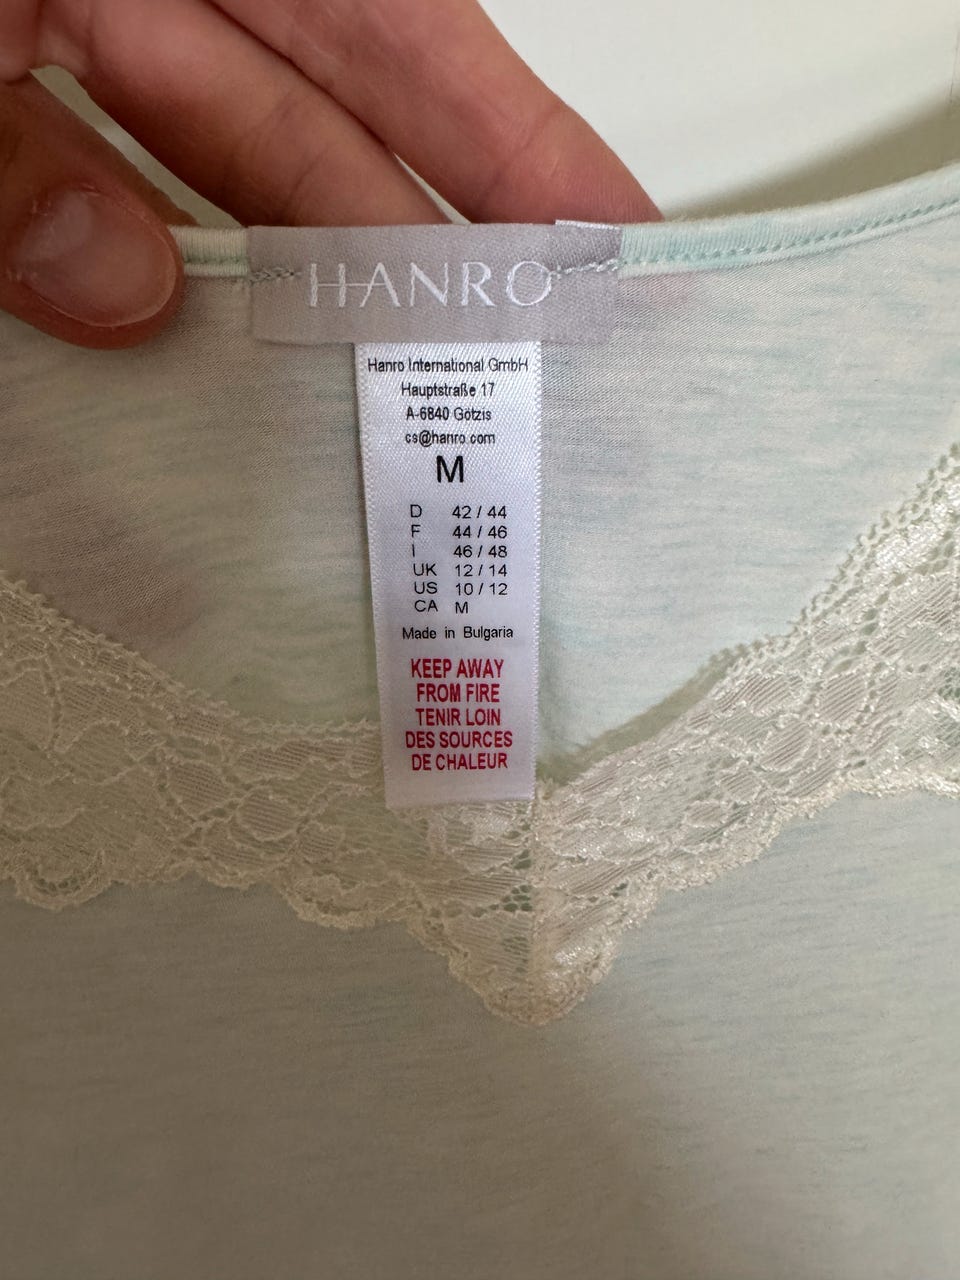 HANRO
Hanro International GmbH
Hauptstraße 17
A-6840 Götzis
cs@hanro.com
M
D 42 / 44
F 44 / 46
I 46 / 48
UK 12 / 14
US 10 / 12
CA M
Made in Bulgaria
KEEP AWAY
FROM FIRE
TENIR LOIN
DES SOURCES
DE CHALEUR